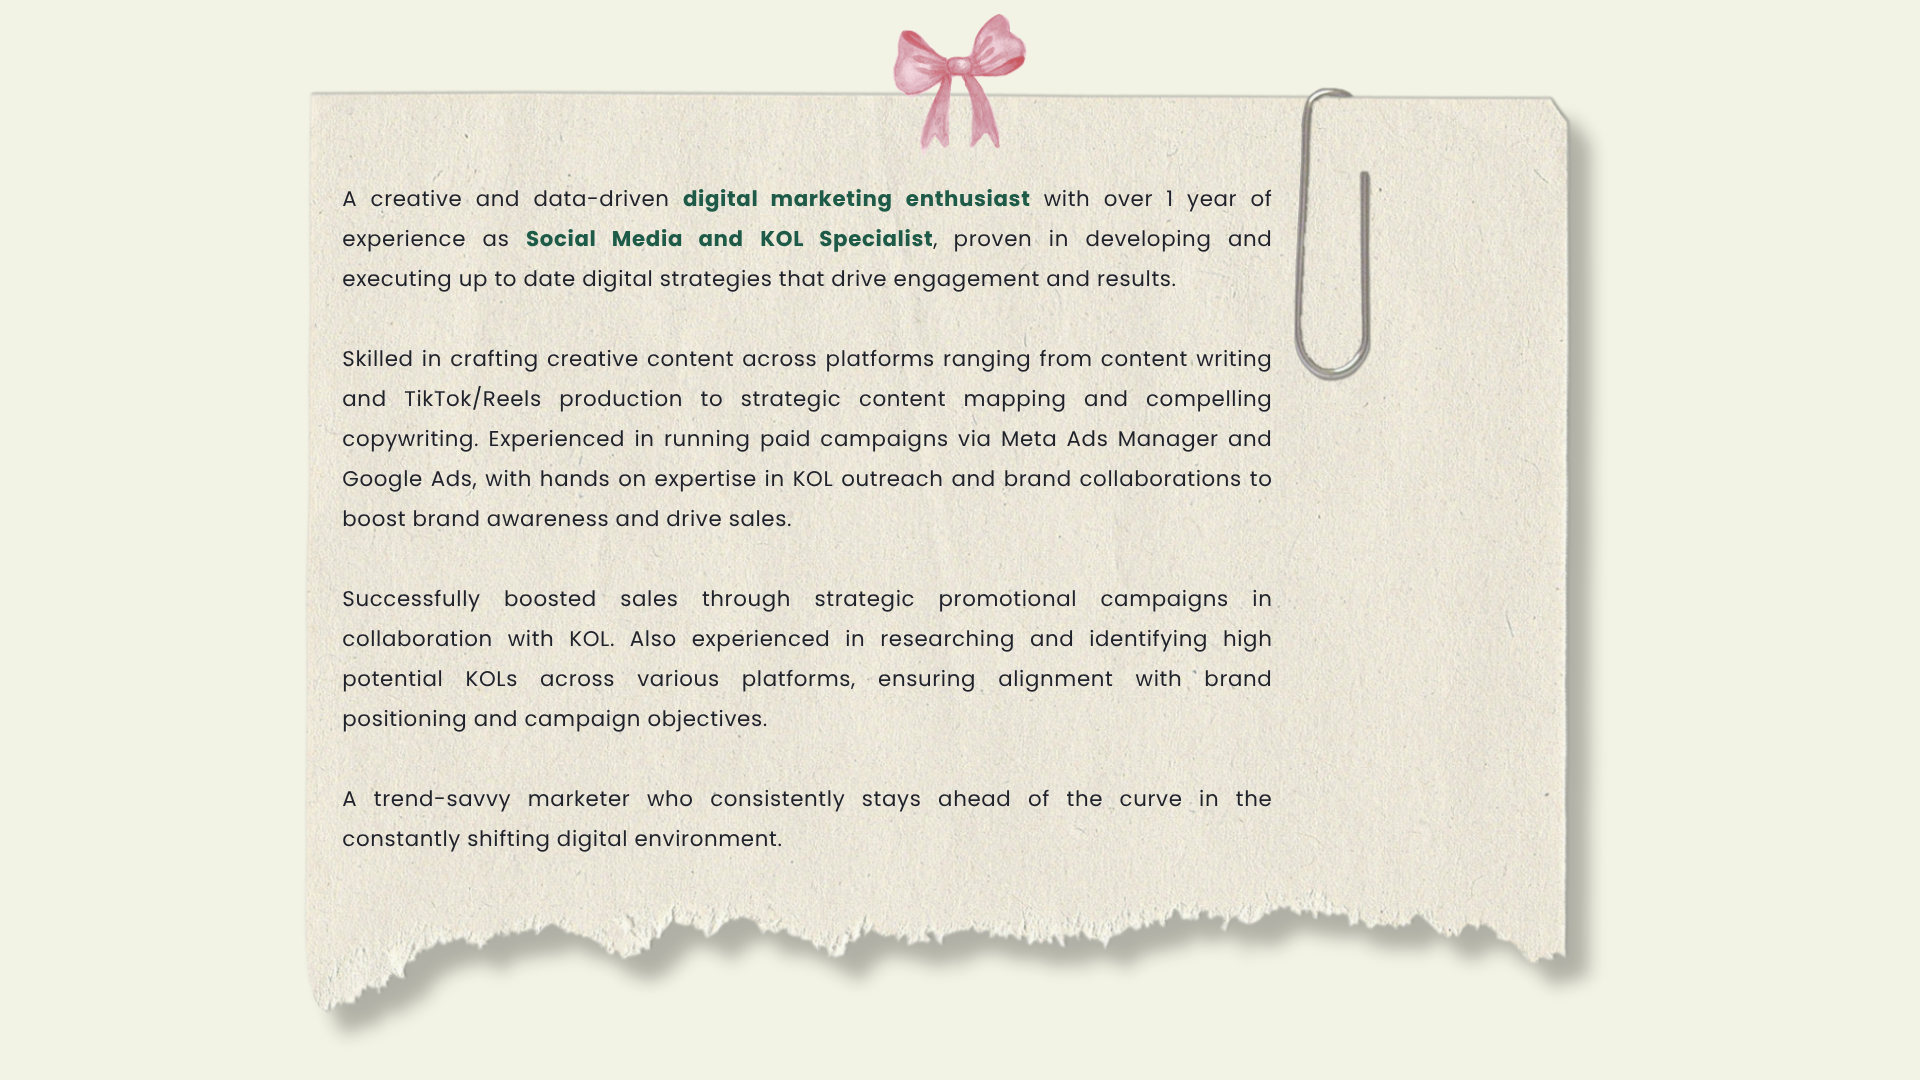 A creative and data-driven digital marketing enthusiast with over 1 year of
experience as Social Media and KOL Specialist, proven in developing and
executing up to date digital strategies that drive engagement and results.
Skilled in crafting creative content across platforms ranging from content writing
and TikTok/Reels production to strategic content mapping and compelling
copywriting. Experienced in running paid campaigns via Meta Ads Manager and
Google Ads, with hands on expertise in KOL outreach and brand collaborations to
boost brand awareness and drive sales.
Successfully boosted sales through strategic promotional campaigns in
collaboration with KOL. Also experienced in researching and identifying high
potential KOLs across various platforms, ensuring alignment with brand
positioning and campaign objectives.
A trend-savvy marketer who consistently stays ahead of the curve in the
constantly shifting digital environment.